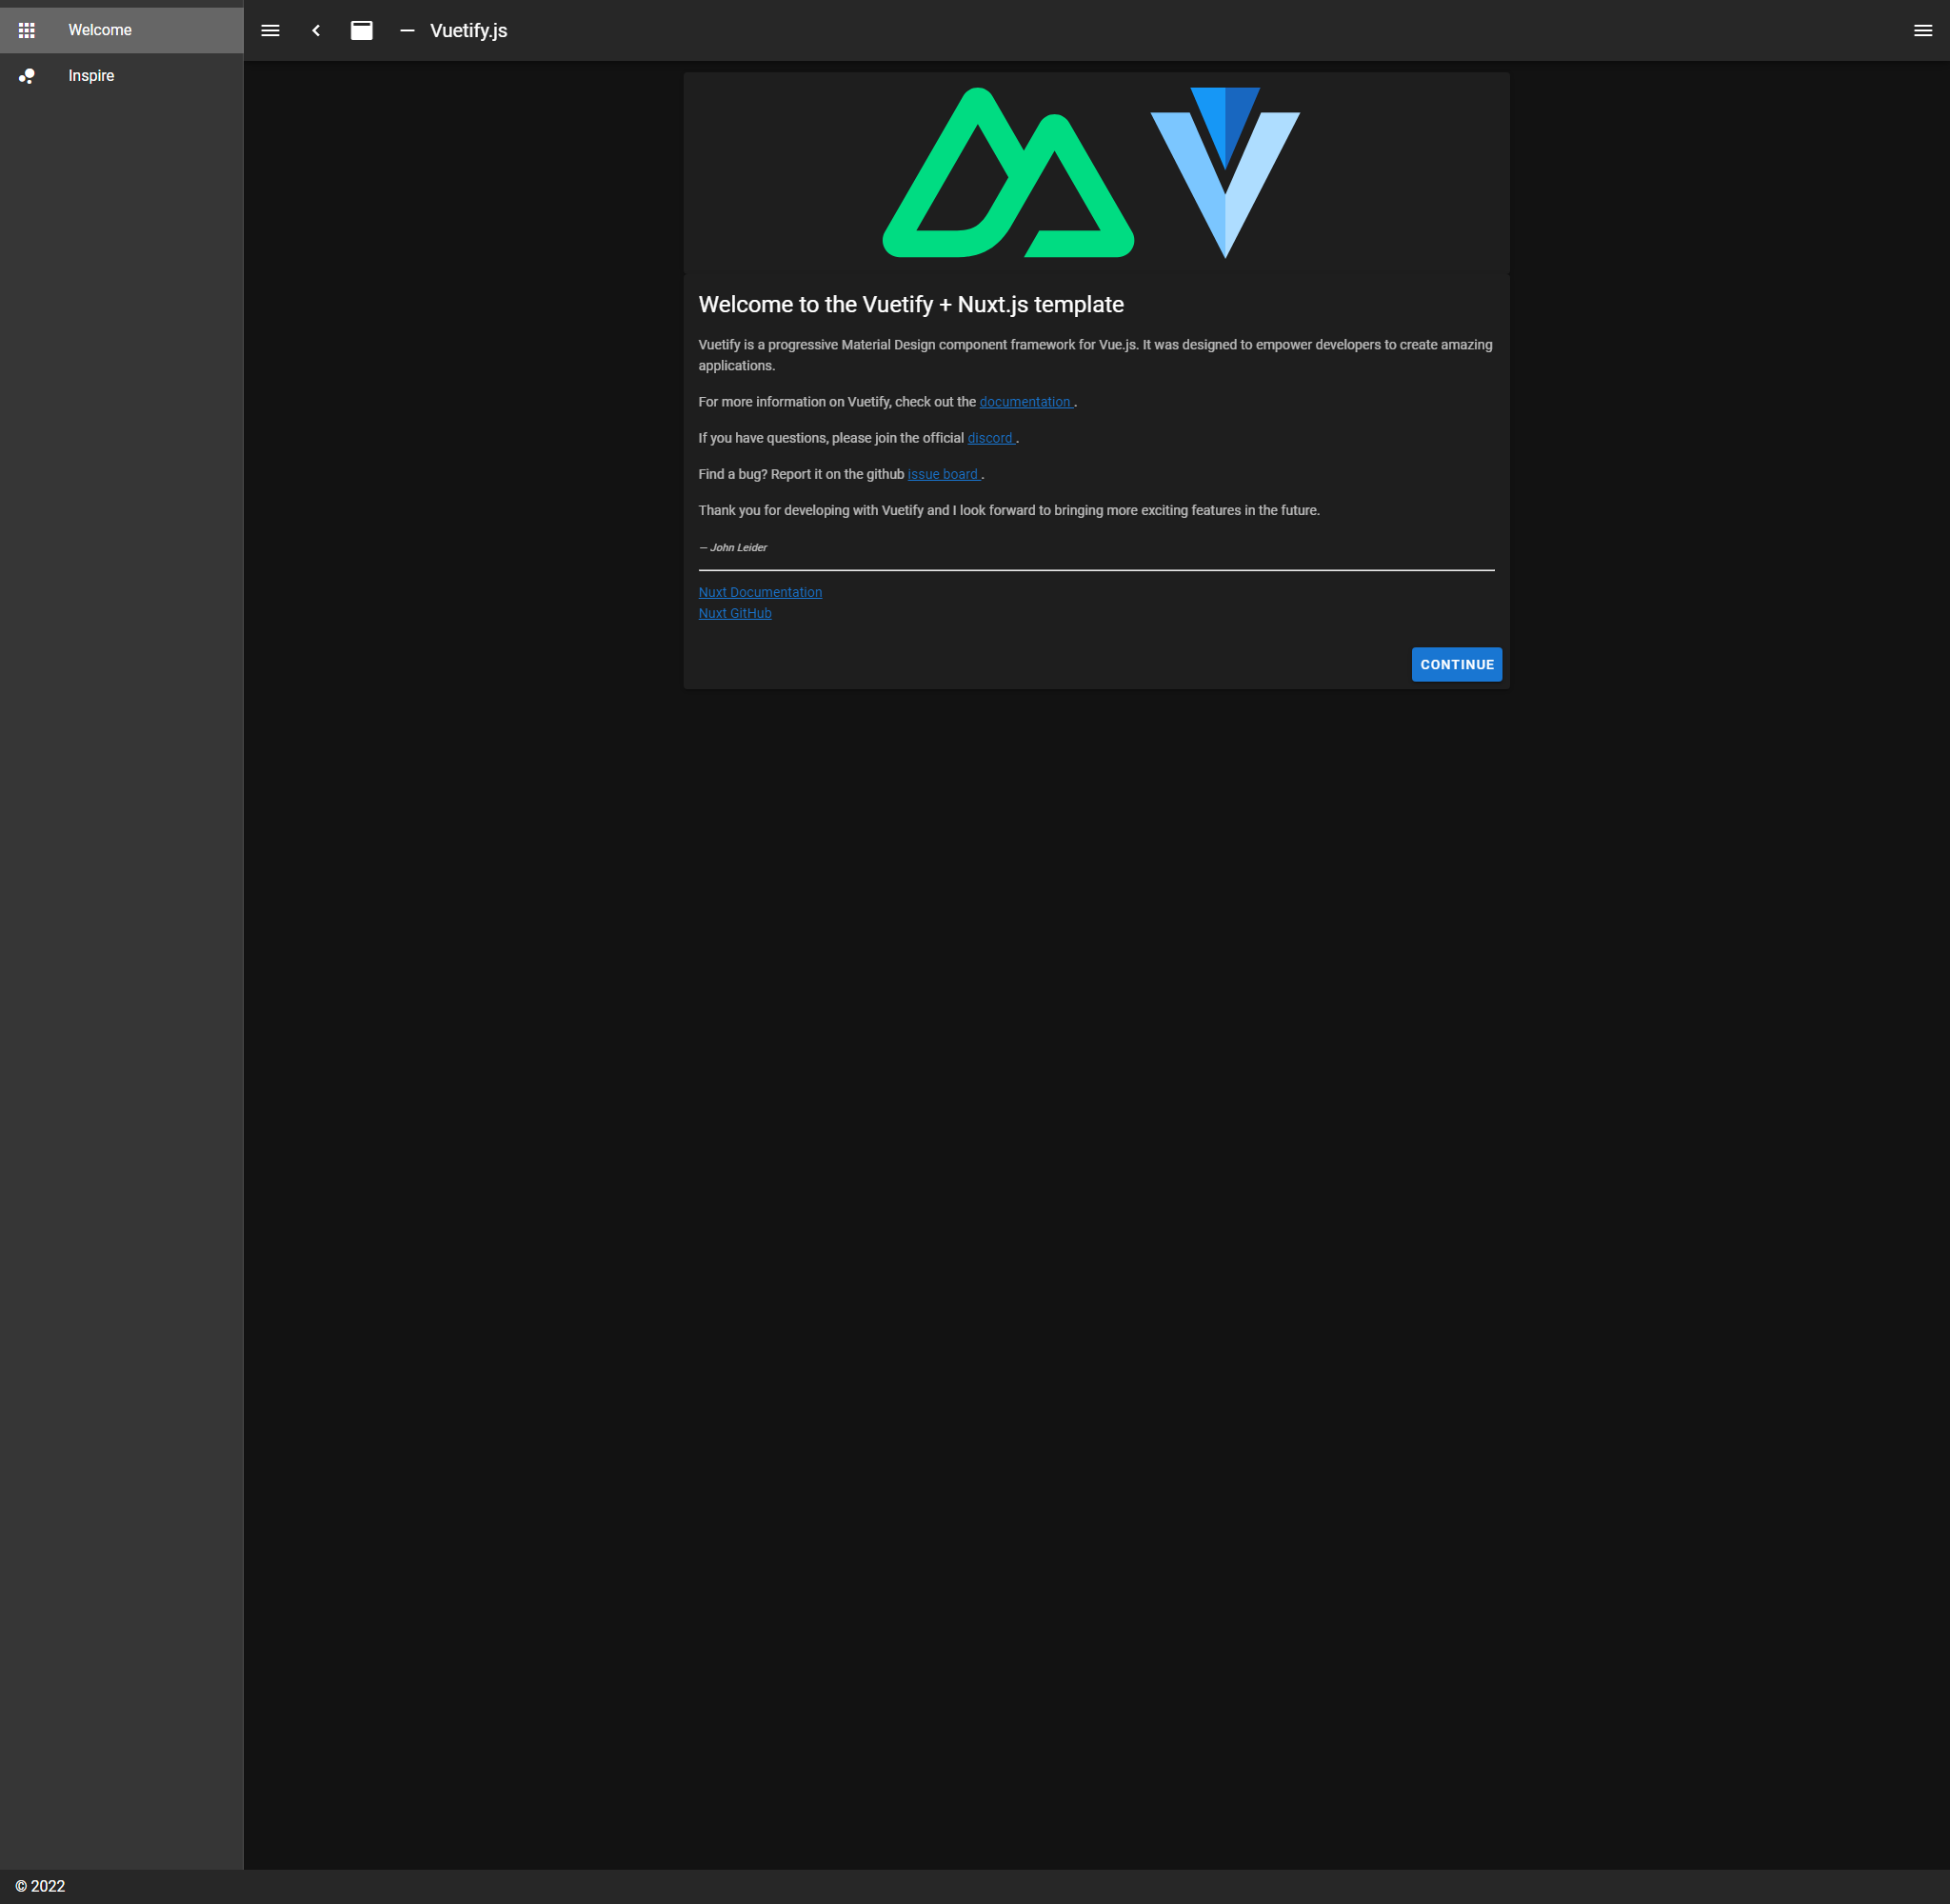 Welcome
Inspire
Vuetify.js
Welcome to the Vuetify + Nuxt.js template
Vuetify is a progressive Material Design component framework for Vue.js. It was designed to empower developers to create amazing
applications.
For more information on Vuetify, check out the documentation .
If you have questions, please join the official discord .
Find a bug? Report it on the github issue board .
Thank you for developing with Vuetify and I look forward to bringing more exciting features in the future.
— John Leider
Nuxt Documentation
Nuxt GitHub
CONTINUE
© 2022